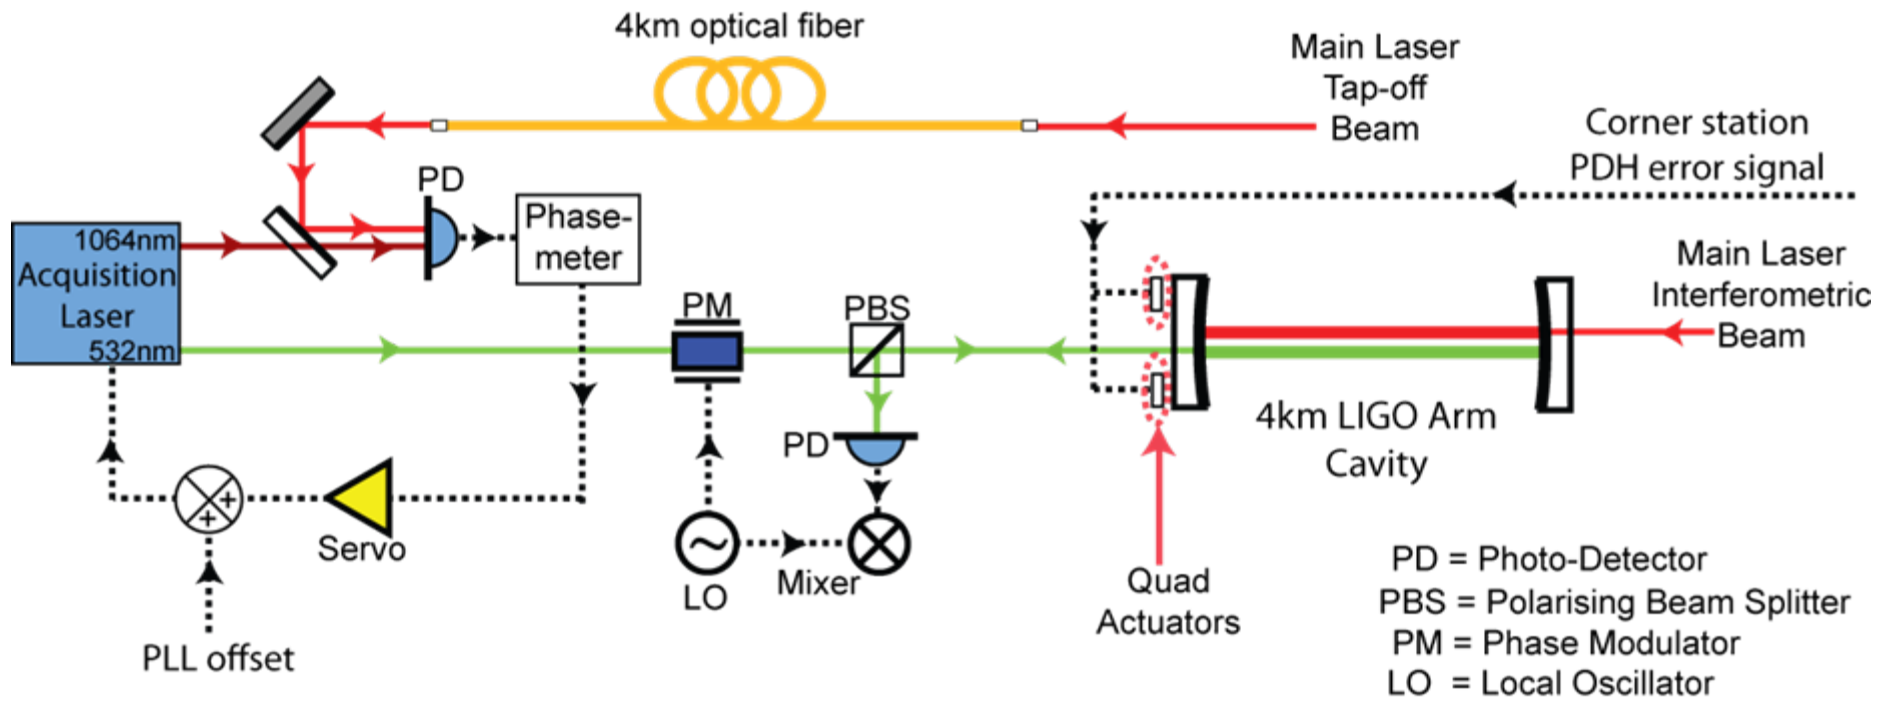 4km optical fiber
Main Laser
Tap-off
Beam
Corner station
PDH error signal
PD
Phase-
meter
1064nm
Acquisition
Laser
532nm
PM
PBS
Main Laser
Interferometric
Beam
4km LIGO Arm
Cavity
PD
Servo
LO
Mixer
Quad
Actuators
PLL offset
+
+
PD = Photo-Detector
PBS = Polarising Beam Splitter
PM = Phase Modulator
LO = Local Oscillator